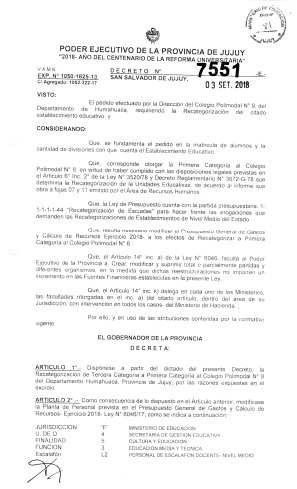 PODER EJECUTIVO DE LA PROVINCIA DE JUJUY
"2018- AÑO DEL CENTENARIO DE LA REFORMA UNIVERSITARIA"
V.A.M.N. DECRETO N° 7551 -E.-
EXP. N° 1050-1825-13 SAN SALVADOR DE JUJUY, 03 SET. 2018
C/ Agregado: 1052-322-17
VISTO:
El pedido efectuado por la Dirección del Colegio Polimodal N° 8, del
Departamento de Humahuaca, requiriendo la Recategorización del citado
establecimiento educativo; y
CONSIDERANDO:
Que, se fundamenta el pedido en la matrícula de alumnos y la
cantidad de divisiones con que cuenta el Establecimiento Educativo.
Que, corresponde otorgar la Primera Categoría al Colegio
Polimodal N° 8, en virtud de haber cumplido con las disposiciones legales previstas en
el Artículo 6° Inc. 2° de la Ley N° 3520/78 y Decreto Reglamentario N° 3672-G-78 que
determina la Recategorización de las Unidades Educativas, de acuerdo al informe que
obra a fojas 07 y 11 emitido por el Área de Recursos Humanos.
Que, la Ley de Presupuesto cuenta con la partida presupuestaria: 1-
1-1-1-1-44 "Recategorización de Escuelas" para hacer frente las erogaciones que
demandan las Recategorizaciones de Establecimientos de Nivel Medio del Estado.
Que, resulta necesario modificar el Presupuesto General de Gastos
y Cálculo de Recursos Ejercicio 2018- a los efectos de Recategorizar a Primera
Categoría al Colegio Polimodal N° 8
Que, el Artículo 14° inc. a) de la Ley N° 6046, faculta al Poder
Ejecutivo de la Provincia a: Crear, modificar y suprimir total o parcialmente partidas y
diferentes organismos, en la medida que dichas reestructuraciones no importen un
incremento en las Fuentes Financieras establecidas en la presente Ley.
Que, el Artículo 14° inc. k) delega en cada uno de los Ministerios,
las facultades otorgadas en el inc. a) del citado artículo, dentro del área de su
Jurisdicción, con intervención en todos los casos- del Ministerio de Hacienda.
Por ello, y en uso de las atribuciones conferidas por la normativa
vigente.
EL GOBERNADOR DE LA PROVINCIA
DECRETA:
ARTICULO 1°.- Dispónese a partir del dictado del presente Decreto, la
Recategorización de Tercera Categoría a Primera Categoría al Colegio Polimodal N° 8
del Departamento Humahuaca, Provincia de Jujuy, por las razones expuestas en el
exordio.
ARTICULO 2°.- Como consecuencia de lo dispuesto en el Artículo anterior, modifícase
la Planta de Personal prevista en el Presupuesto General de Gastos y Cálculo de
Recursos- Ejercicio 2018- Ley N° 6046/17, como se indica a continuación:
JURISDICCION "F" MINISTERIO DE EDUCACION
U. DE O 4 SECRETARIA DE GESTION EDUCATIVA
FINALIDAD 5 CULTURA Y EDUCACION
FUNCION 3 EDUCACION MEDIA Y TECNICA
Escalafón L2 PERSONAL DE ESCALAFON DOCENTE- NIVEL MEDIO